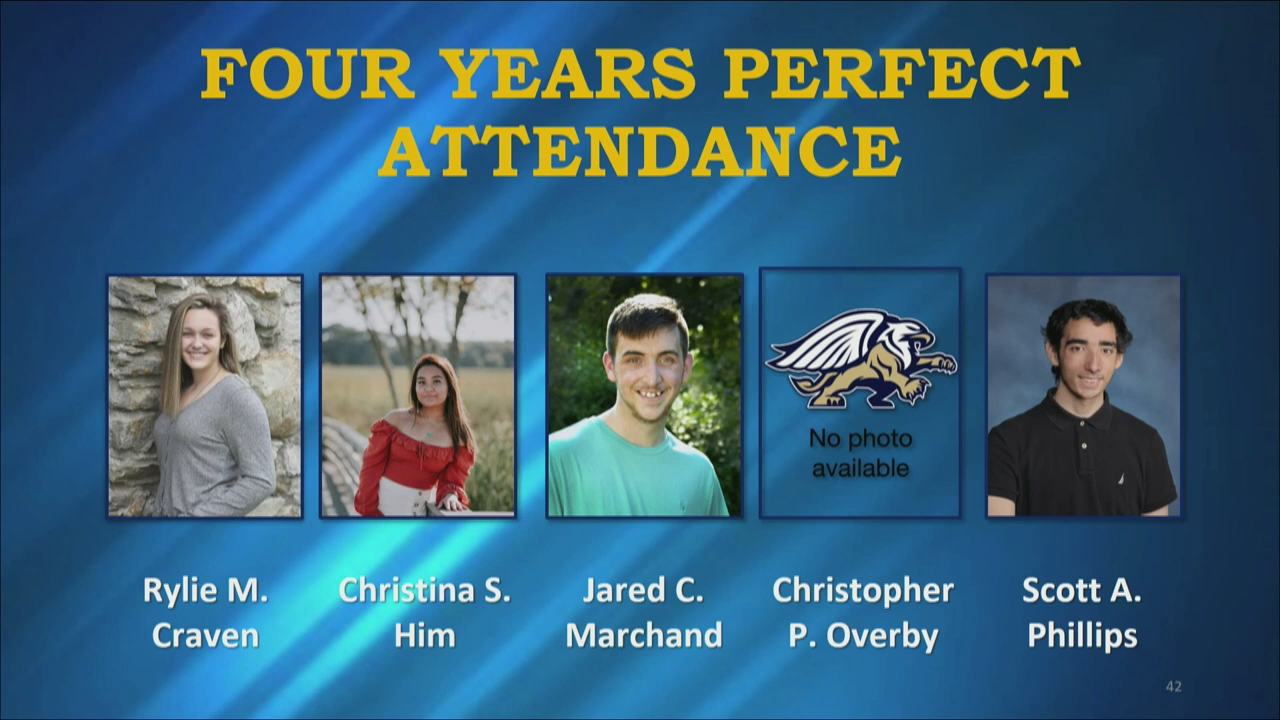 FOUR YEARS PERFECT
ATTENDANCE
No photo
available
Rylie M.
Craven
Christina S.
Him
Jared C.
Marchand
Christopher
P. Overby
Scott A.
Phillips
42